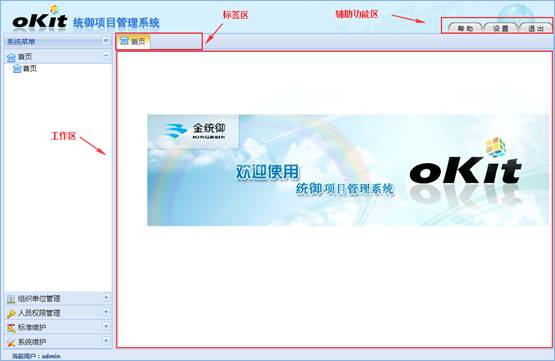 标签区
辅助功能区
oKit 统御项目管理系统
帮助 设置 退出
系统菜单
首页
首页
首页
工作区
金统御
欢迎使用
统御项目管理系统
oKit
组织单位管理
人员权限管理
标准维护
系统维护
当前用户：admin